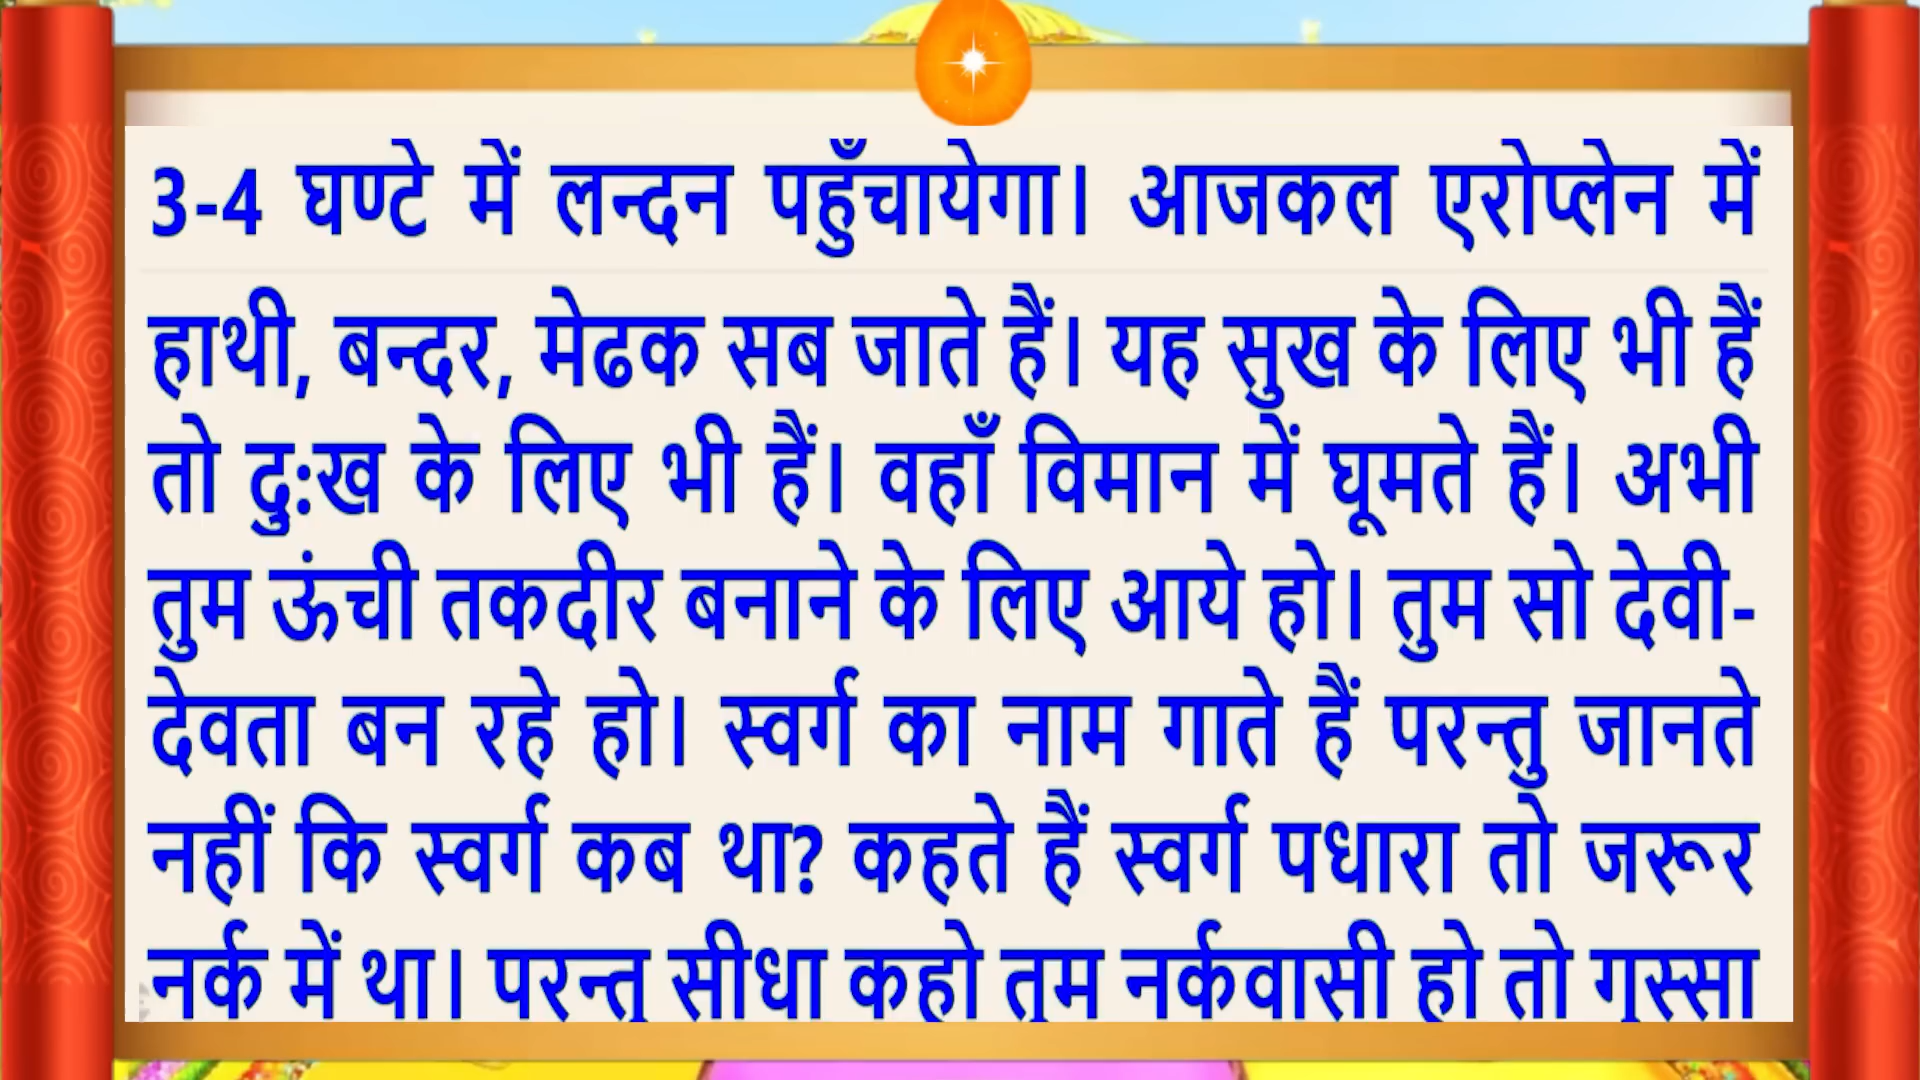 3-4 घण्टे में लन्दन पहुँचायेगा। आजकल एरोप्लेन में
हाथी, बन्दर, मेढक सब जाते हैं। यह सुख के लिए भी हैं
तो दु:ख के लिए भी हैं। वहाँ विमान में घूमते हैं। अभी
तुम ऊंची तकदीर बनाने के लिए आये हो। तुम सो देवी-
देवता बन रहे हो। स्वर्ग का नाम गाते हैं परन्तु जानते
नहीं कि स्वर्ग कब था? कहते हैं स्वर्ग पधारा तो जरूर
नर्क में था। परन्तु सीधा कहो तुम नर्कवासी हो तो गुस्सा